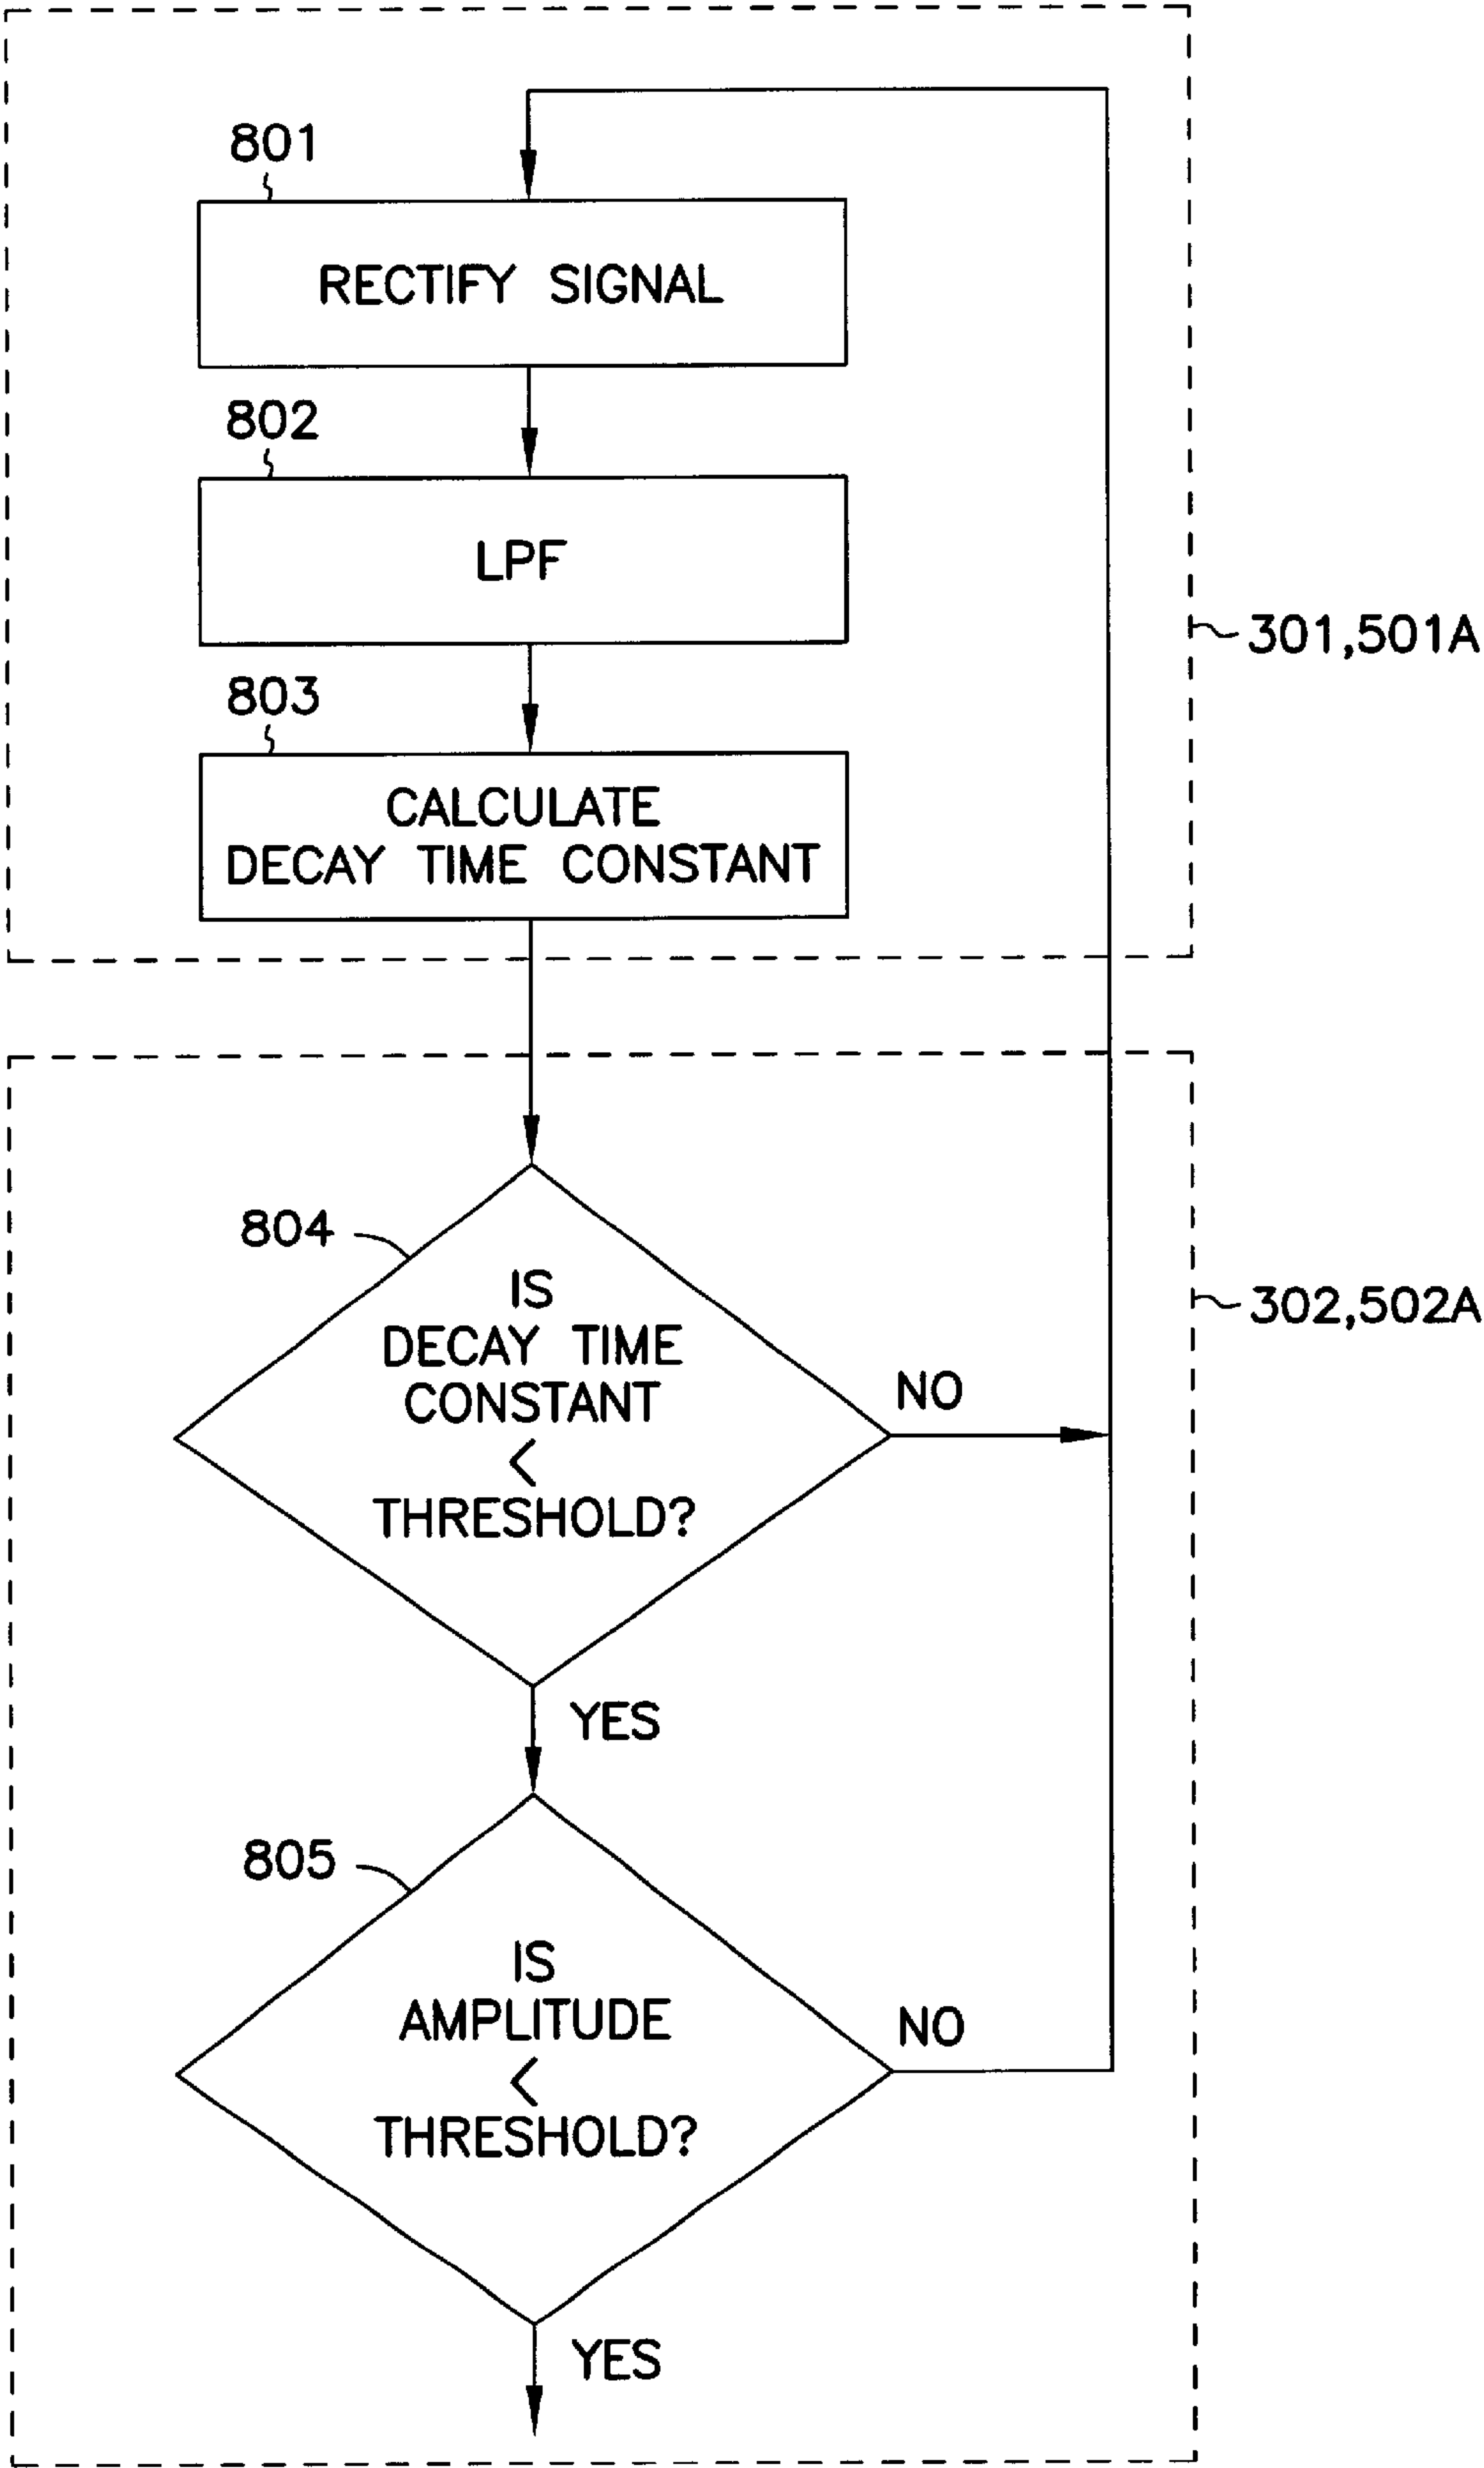 801
RECTIFY SIGNAL
802
LPF
301,501A
803
CALCULATE
DECAY TIME CONSTANT
804
IS
DECAY TIME
CONSTANT
<
THRESHOLD?
302,502A
NO
YES
805
IS
AMPLITUDE
<
THRESHOLD?
NO
YES